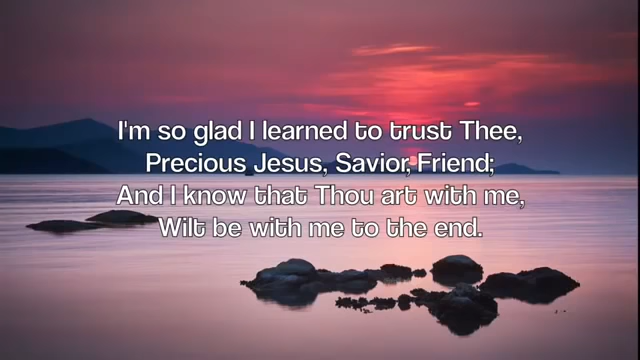 I'm so glad I learned to trust Thee,
Precious Jesus, Savior, Friend;
And I know that Thou art with me,
Wilt be with me to the end.